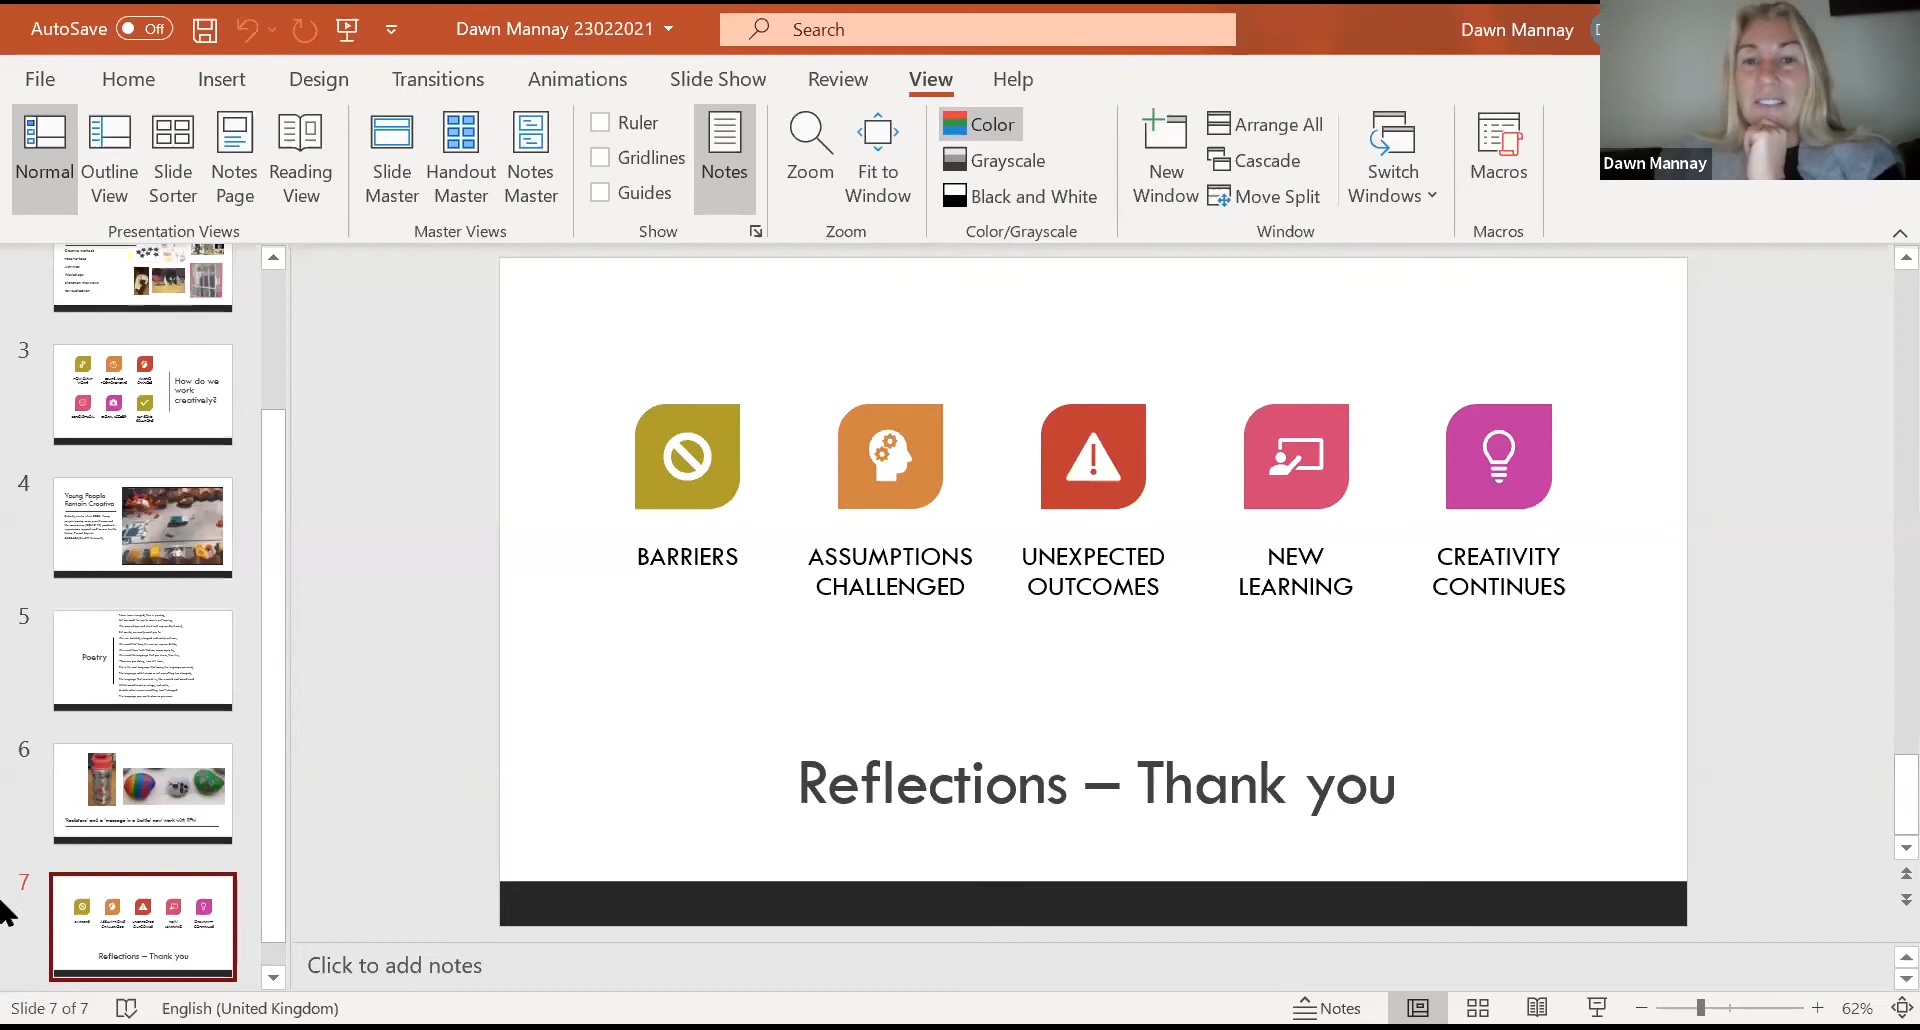 AutoSave Off
Dawn Mannay 23022021
Search
Dawn Mannay
File Home Insert Design Transitions Animations Slide Show Review View Help
Normal
Outline View
Slide Sorter
Notes Page
Reading View
Presentation Views
Slide Master
Handout Master
Notes Master
Master Views
Ruler
Gridlines
Guides
Show
Notes
Zoom
Fit to Window
Zoom
Color
Grayscale
Black and White
Color/Grayscale
New Window
Arrange All
Cascade
Move Split
Switch Windows
Window
Macros
Macros
Dawn Mannay
3
How do we
work
creatively?
4
Young People
Remain Creative
5
Poetry
6
7
Reflections – Thank you
BARRIERS
ASSUMPTIONS
CHALLENGED
UNEXPECTED
OUTCOMES
NEW
LEARNING
CREATIVITY
CONTINUES
Reflections – Thank you
Click to add notes
Slide 7 of 7
English (United Kingdom)
Notes
62%